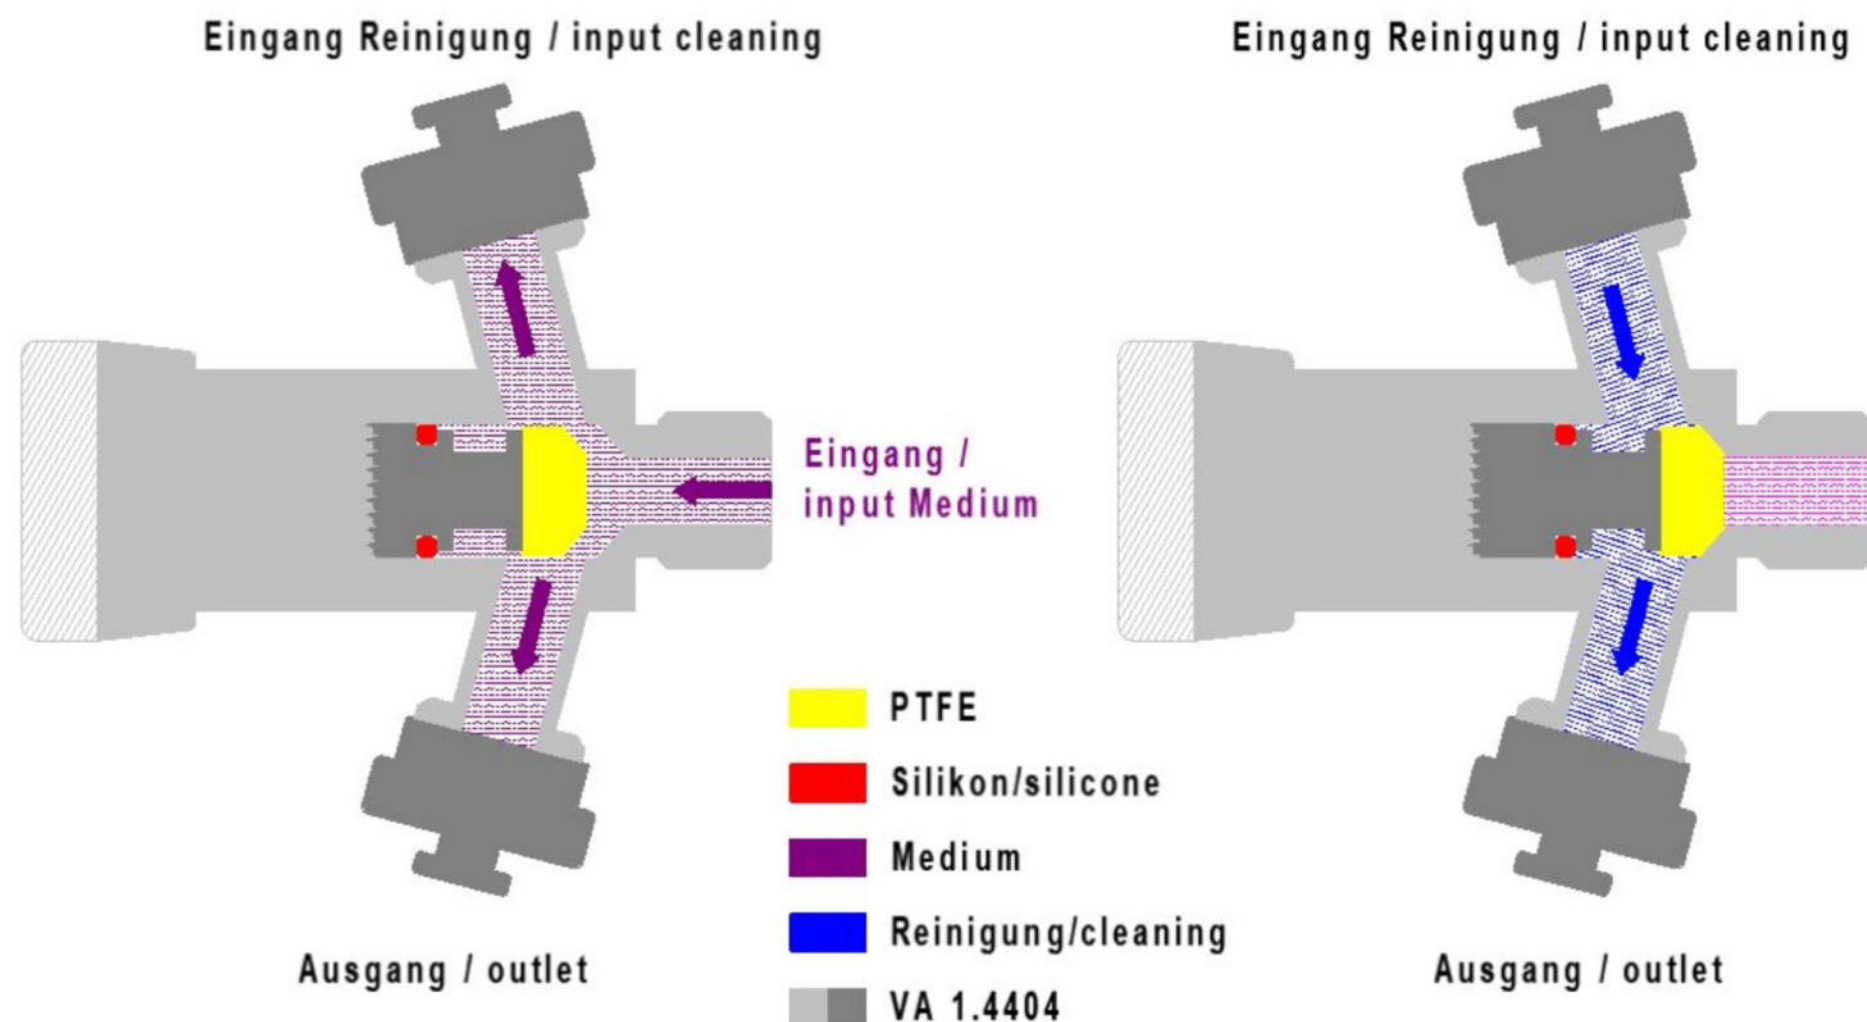 Eingang Reinigung / input cleaning
Eingang Reinigung / input cleaning
Eingang /
input Medium
PTFE
Silikon/silicone
Medium
Reinigung/cleaning
VA 1.4404
Ausgang / outlet
Ausgang / outlet